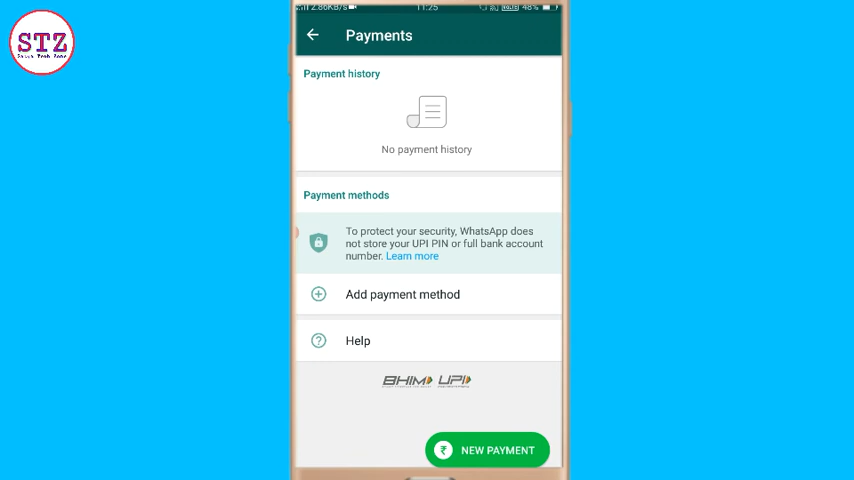 2.86KB/s
11:25
48%
STZ
Payments
Payment history
No payment history
Payment methods
To protect your security, WhatsApp does
not store your UPI PIN or full bank account
number. Learn more
Add payment method
Help
BHIM UPI
₹ NEW PAYMENT